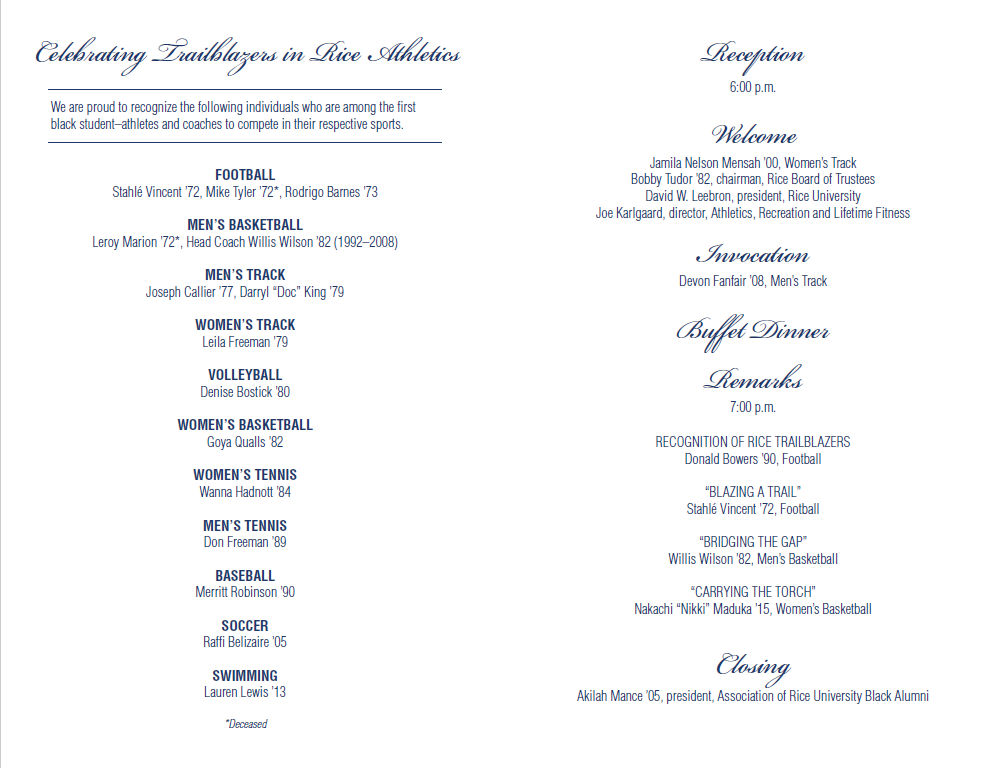 Celebrating Trailblazers in Rice Athletics
We are proud to recognize the following individuals who are among the first
black student–athletes and coaches to compete in their respective sports.
FOOTBALL
Stahlé Vincent ’72, Mike Tyler ’72*, Rodrigo Barnes ’73
MEN’S BASKETBALL
Leroy Marion ’72*, Head Coach Willis Wilson ’82 (1992–2008)
MEN’S TRACK
Joseph Callier ’77, Darryl “Doc” King ’79
WOMEN’S TRACK
Leila Freeman ’79
VOLLEYBALL
Denise Bostick ’80
WOMEN’S BASKETBALL
Goya Qualls ’82
WOMEN’S TENNIS
Wanna Hadnott ’84
MEN’S TENNIS
Don Freeman ’89
BASEBALL
Merritt Robinson ’90
SOCCER
Raffi Belizaire ’05
SWIMMING
Lauren Lewis ’13
*Deceased
Reception
6:00 p.m.
Welcome
Jamila Nelson Mensah ’00, Women’s Track
Bobby Tudor ’82, chairman, Rice Board of Trustees
David W. Leebron, president, Rice University
Joe Karlgaard, director, Athletics, Recreation and Lifetime Fitness
Invocation
Devon Fanfair ’08, Men’s Track
Buffet Dinner
Remarks
7:00 p.m.
RECOGNITION OF RICE TRAILBLAZERS
Donald Bowers ’90, Football
“BLAZING A TRAIL”
Stahlé Vincent ’72, Football
“BRIDGING THE GAP”
Willis Wilson ’82, Men’s Basketball
“CARRYING THE TORCH”
Nakachi “Nikki” Maduka ’15, Women’s Basketball
Closing
Akilah Mance ’05, president, Association of Rice University Black Alumni